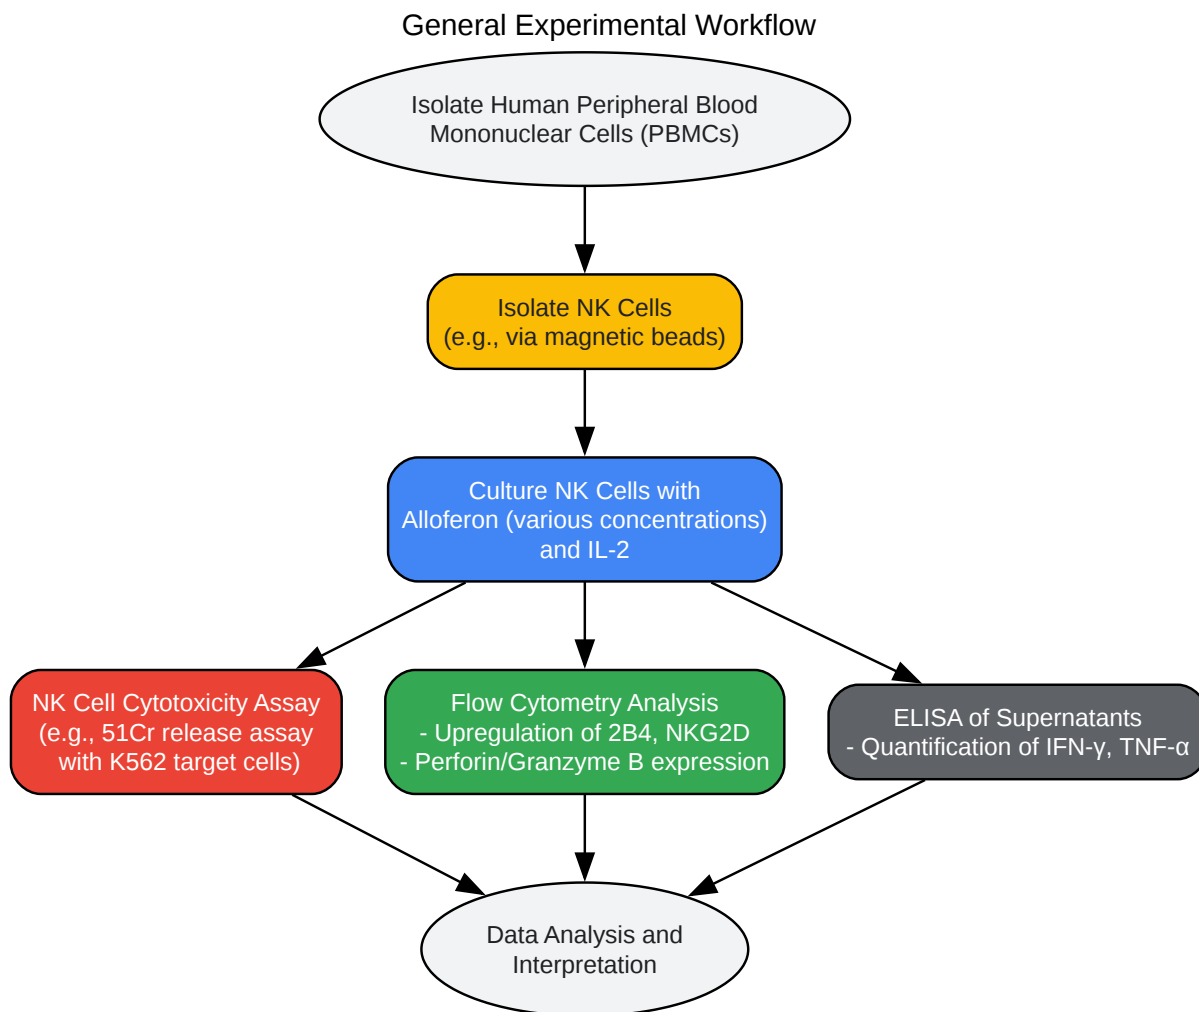 General Experimental Workflow
Isolate Human Peripheral Blood
Mononuclear Cells (PBMCs)
Isolate NK Cells
(e.g., via magnetic beads)
Culture NK Cells with
Alloferon (various concentrations)
and IL-2
NK Cell Cytotoxicity Assay
(e.g., 51Cr release assay
with K562 target cells)
Flow Cytometry Analysis
- Upregulation of 2B4, NKG2D
- Perforin/Granzyme B expression
ELISA of Supernatants
- Quantification of IFN-γ, TNF-α
Data Analysis and
Interpretation